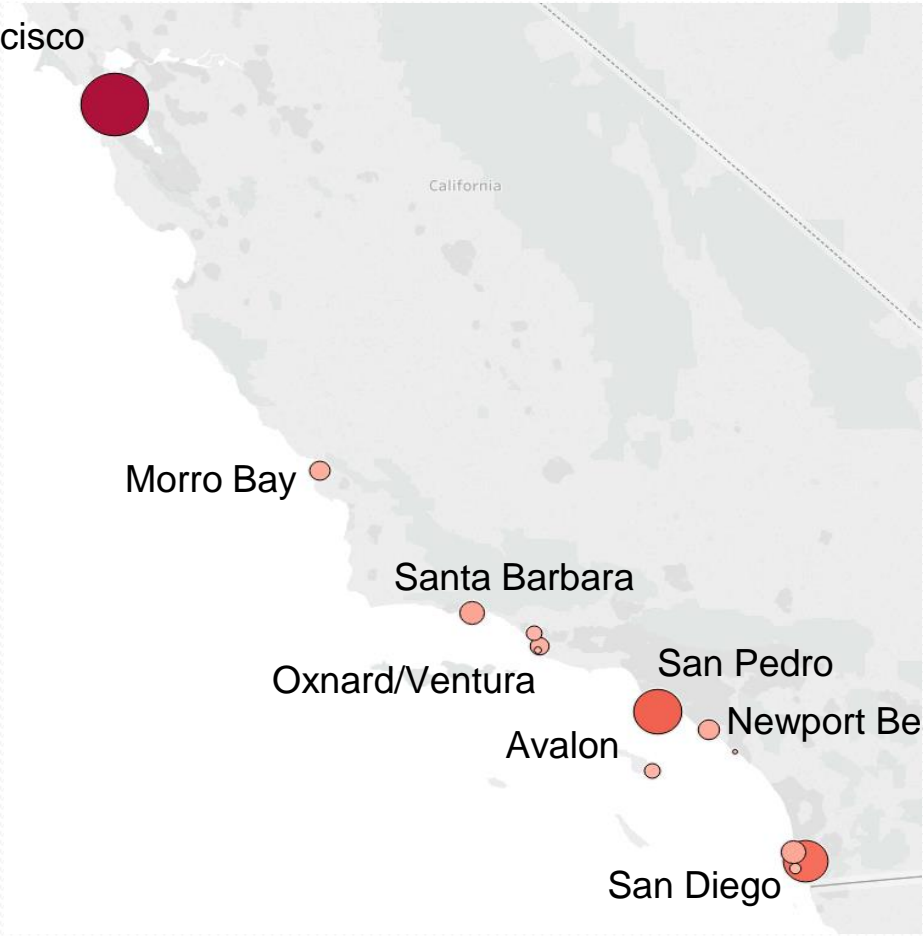 cisco
California
Morro Bay
Santa Barbara
Oxnard/Ventura
San Pedro
Newport Be
Avalon
San Diego